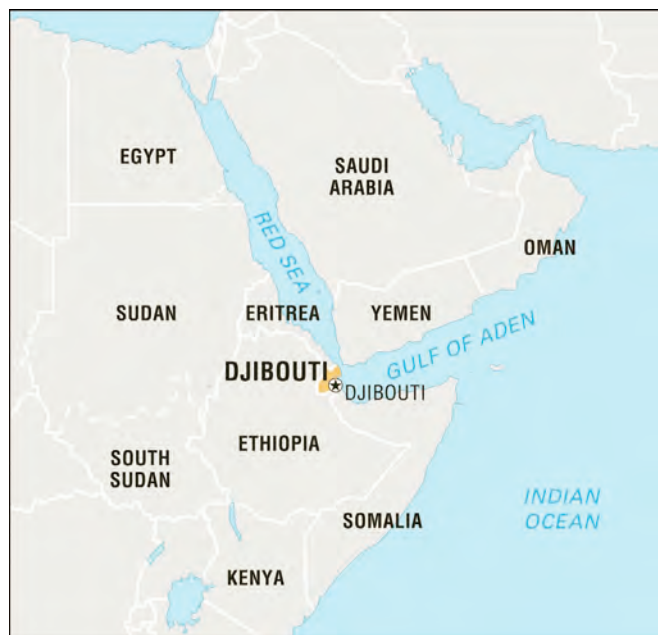 EGYPT
SAUDI
ARABIA
RED SEA
OMAN
SUDAN
ERITREA
YEMEN
GULF OF ADEN
DJIBOUTI
DJIBOUTI
ETHIOPIA
SOUTH
SUDAN
INDIAN
OCEAN
SOMALIA
KENYA